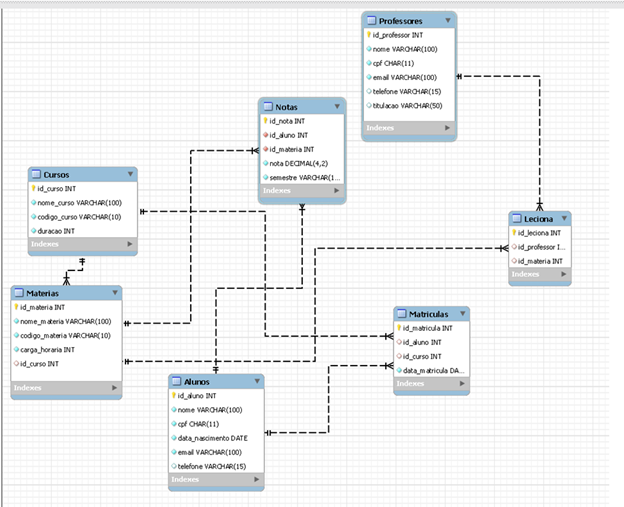 Professores
id_professor INT
nome VARCHAR(100)
cpf CHAR(11)
email VARCHAR(100)
telefone VARCHAR(15)
titulacao VARCHAR(50)
Indexes
Notas
id_nota INT
id_aluno INT
id_materia INT
nota DECIMAL(4,2)
semestre VARCHAR(1...
Indexes
Cursos
id_curso INT
nome_curso VARCHAR(100)
codigo_curso VARCHAR(10)
duracao INT
Indexes
Leciona
id_leciona INT
id_professor I...
id_materia INT
Indexes
Materias
id_materia INT
nome_materia VARCHAR(100)
codigo_materia VARCHAR(10)
carga_horaria INT
id_curso INT
Indexes
Matriculas
id_matricula INT
id_aluno INT
id_curso INT
data_matricula DA...
Indexes
Alunos
id_aluno INT
nome VARCHAR(100)
cpf CHAR(11)
data_nascimento DATE
email VARCHAR(100)
telefone VARCHAR(15)
Indexes